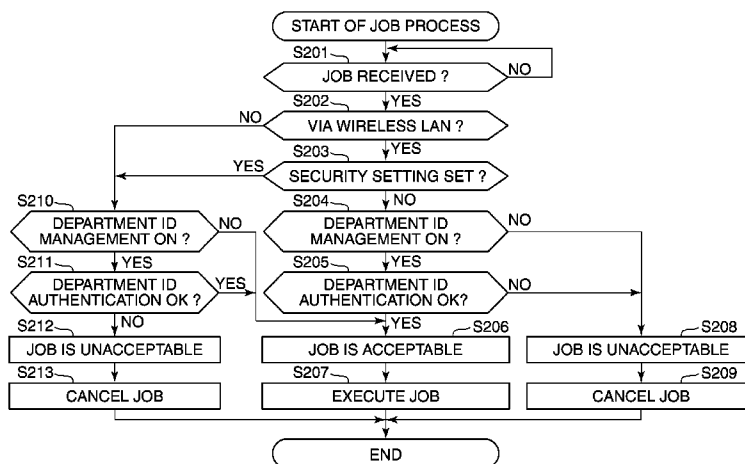 START OF JOB PROCESS
S201
JOB RECEIVED ?
NO
YES
S202
NO
VIA WIRELESS LAN ?
YES
S203
YES
SECURITY SETTING SET ?
NO
S210
DEPARTMENT ID
MANAGEMENT ON ?
NO
YES
S204
DEPARTMENT ID
MANAGEMENT ON ?
NO
YES
S211
DEPARTMENT ID
AUTHENTICATION OK ?
YES
NO
S205
DEPARTMENT ID
AUTHENTICATION OK?
NO
YES
S212
JOB IS UNACCEPTABLE
S206
JOB IS ACCEPTABLE
S208
JOB IS UNACCEPTABLE
S213
CANCEL JOB
S207
EXECUTE JOB
S209
CANCEL JOB
END